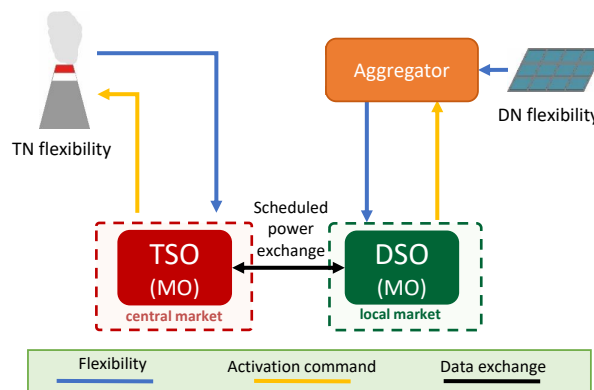 Aggregator
TN flexibility
DN flexibility
Scheduled
power
exchange
TSO
(MO)
central market
DSO
(MO)
local market
Flexibility
Activation command
Data exchange